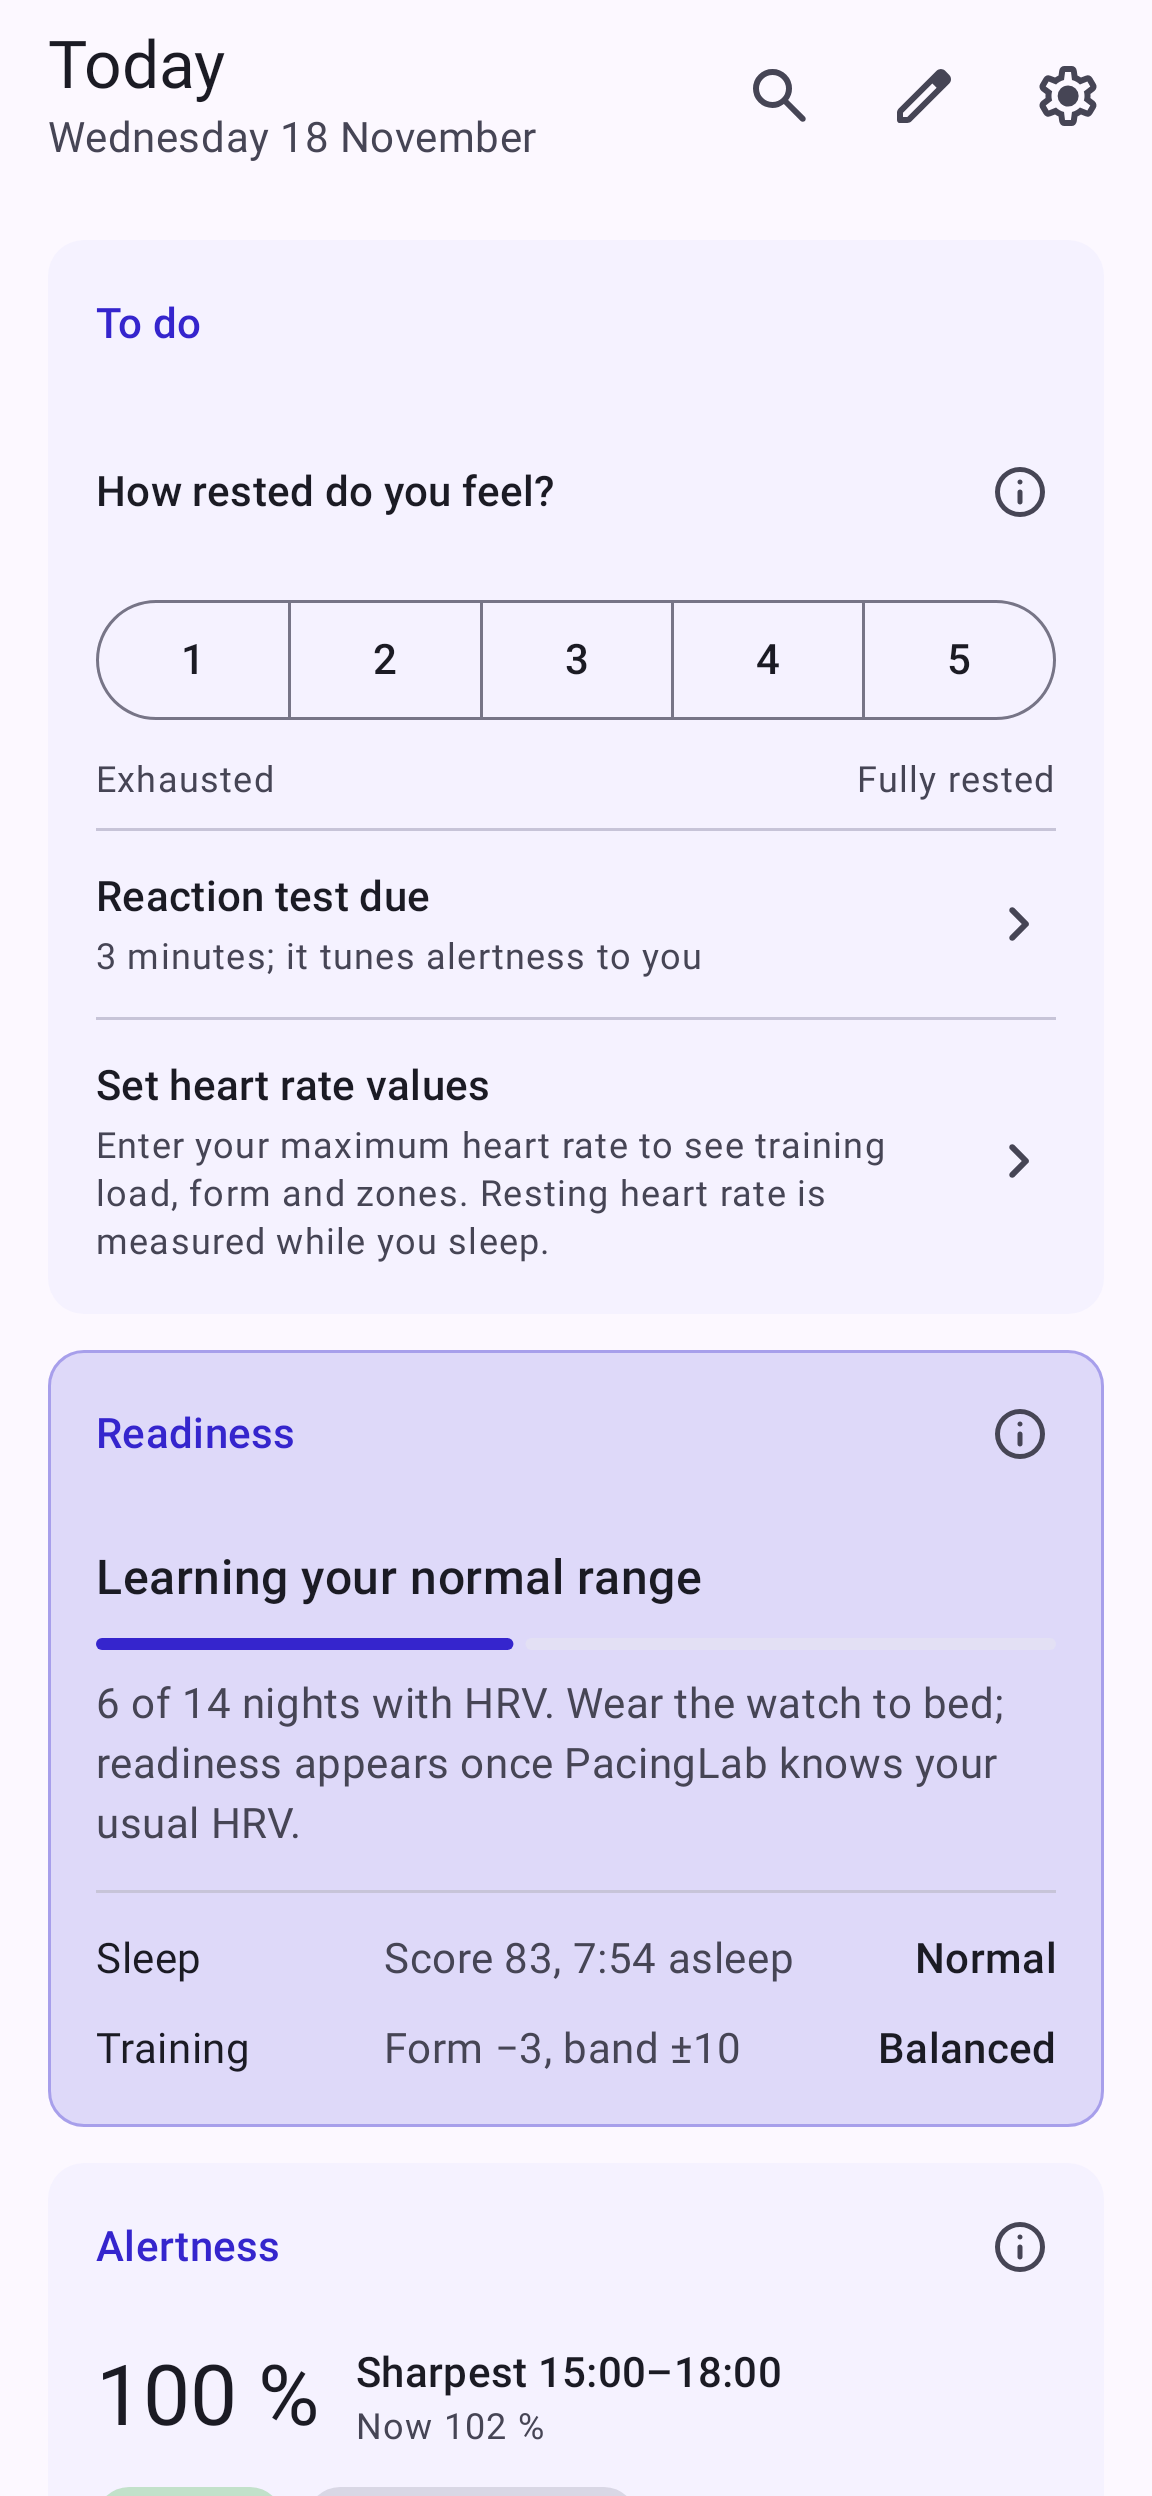 Today
Wednesday 18 November
To do
How rested do you feel?
1 2 3 4 5
Exhausted Fully rested
Reaction test due
3 minutes; it tunes alertness to you
Set heart rate values
Enter your maximum heart rate to see training
load, form and zones. Resting heart rate is
measured while you sleep.
Readiness
Learning your normal range
6 of 14 nights with HRV. Wear the watch to bed;
readiness appears once PacingLab knows your
usual HRV.
Sleep Score 83, 7:54 asleep Normal
Training Form −3, band ±10 Balanced
Alertness
100 % Sharpest 15:00–18:00
Now 102 %